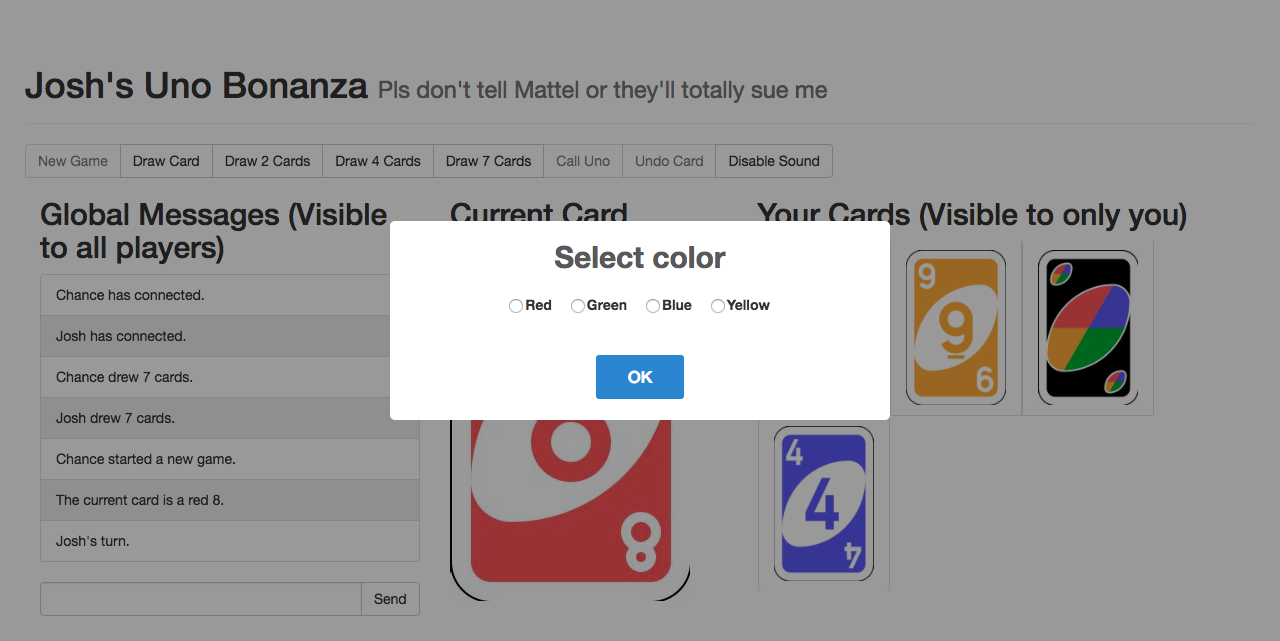 Josh's Uno Bonanza Pls don't tell Mattel or they'll totally sue me
New Game Draw Card Draw 2 Cards Draw 4 Cards Draw 7 Cards Call Uno Undo Card Disable Sound
Global Messages (Visible
to all players)
Chance has connected.
Josh has connected.
Chance drew 7 cards.
Josh drew 7 cards.
Chance started a new game.
The current card is a red 8.
Josh's turn.
Send
Current Card
8
Select color
Red Green Blue Yellow
OK
Your Cards (Visible to only you)
9
9
9
4
4
4